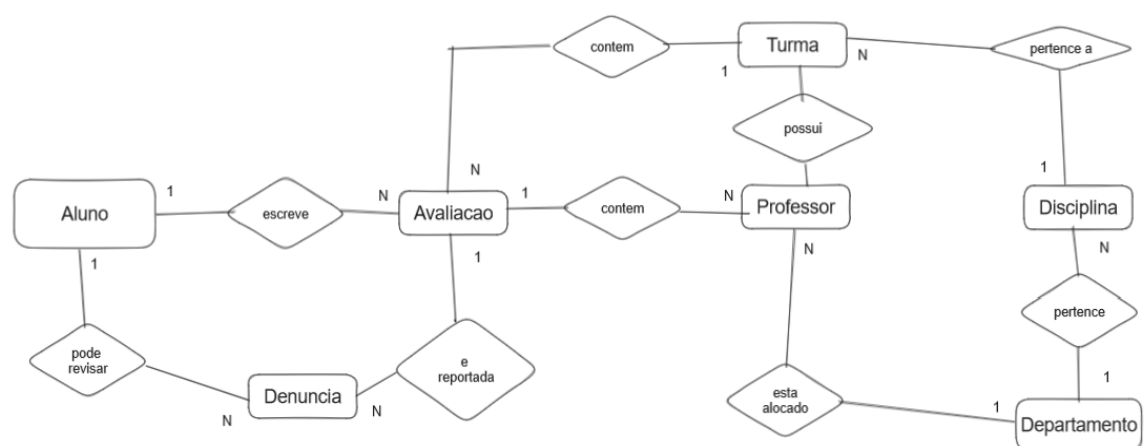 contem
Turma
pertence a
1
N
possui
N
1
Aluno
1
escreve
N
Avaliacao
1
contem
N
Professor
Disciplina
1
1
N
N
pode
revisar
e
reportada
pertence
Denuncia
N
N
esta
alocado
1
1
Departamento